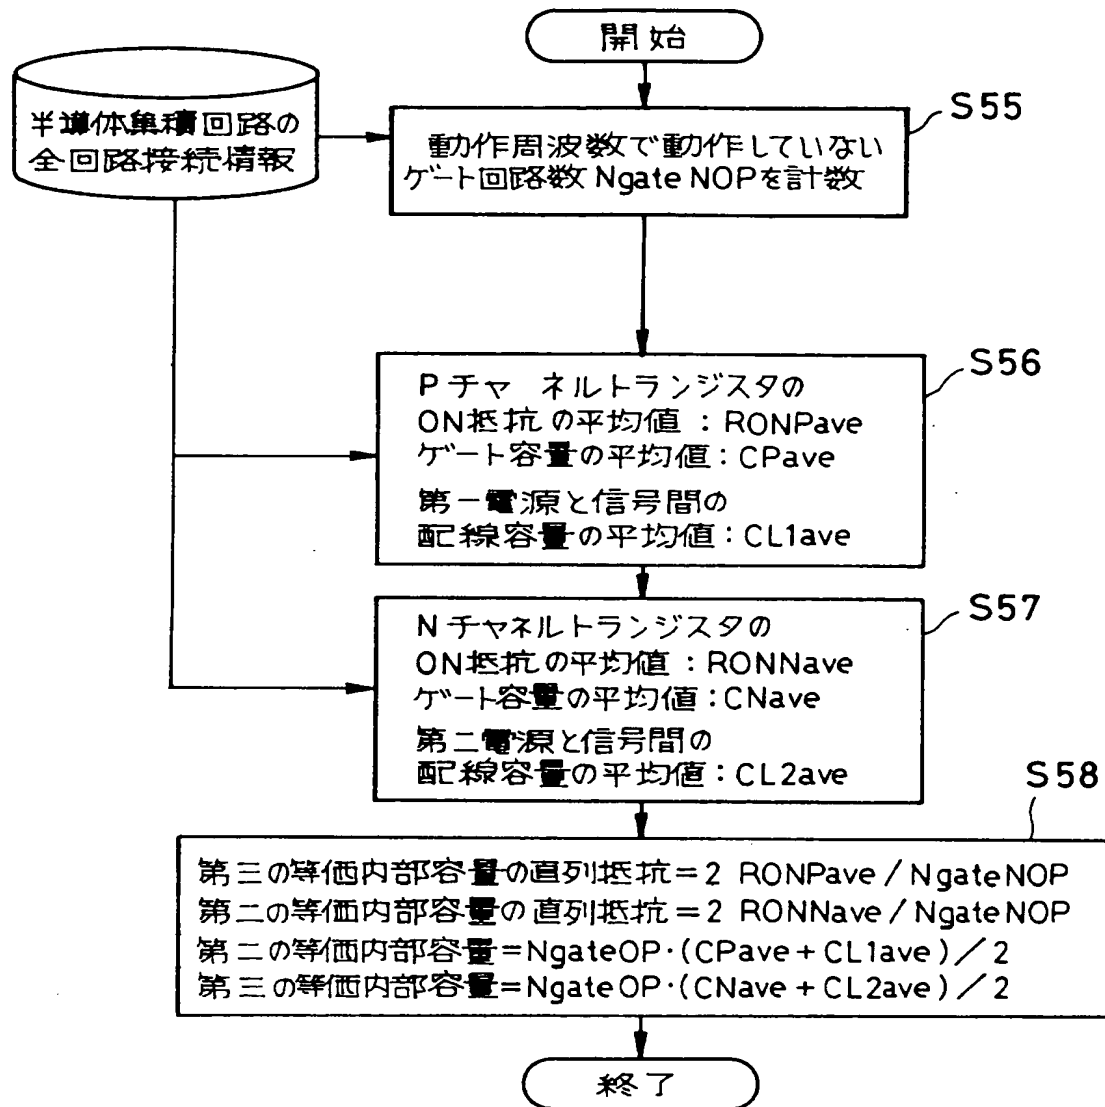 開始
半導体集積回路の
全回路接続情報
S55
動作周波数で動作していない
ゲート回路数 NgateNOPを計数
S56
Pチャ ネルトランジスタの
ON抵抗の平均値：RONPave
ゲート容量の平均値：CPave
第一電源と信号間の
配線容量の平均値：CL1ave
S57
Nチャネルトランジスタの
ON抵抗の平均値：RONNave
ゲート容量の平均値：CNave
第二電源と信号間の
配線容量の平均値：CL2ave
S58
第三の等価内部容量の直列抵抗＝2 RONPave／NgateNOP
第二の等価内部容量の直列抵抗＝2 RONNave／NgateNOP
第二の等価内部容量＝NgateOP·(CPave＋CL1ave)／2
第三の等価内部容量＝NgateOP·(CNave＋CL2ave)／2
終了